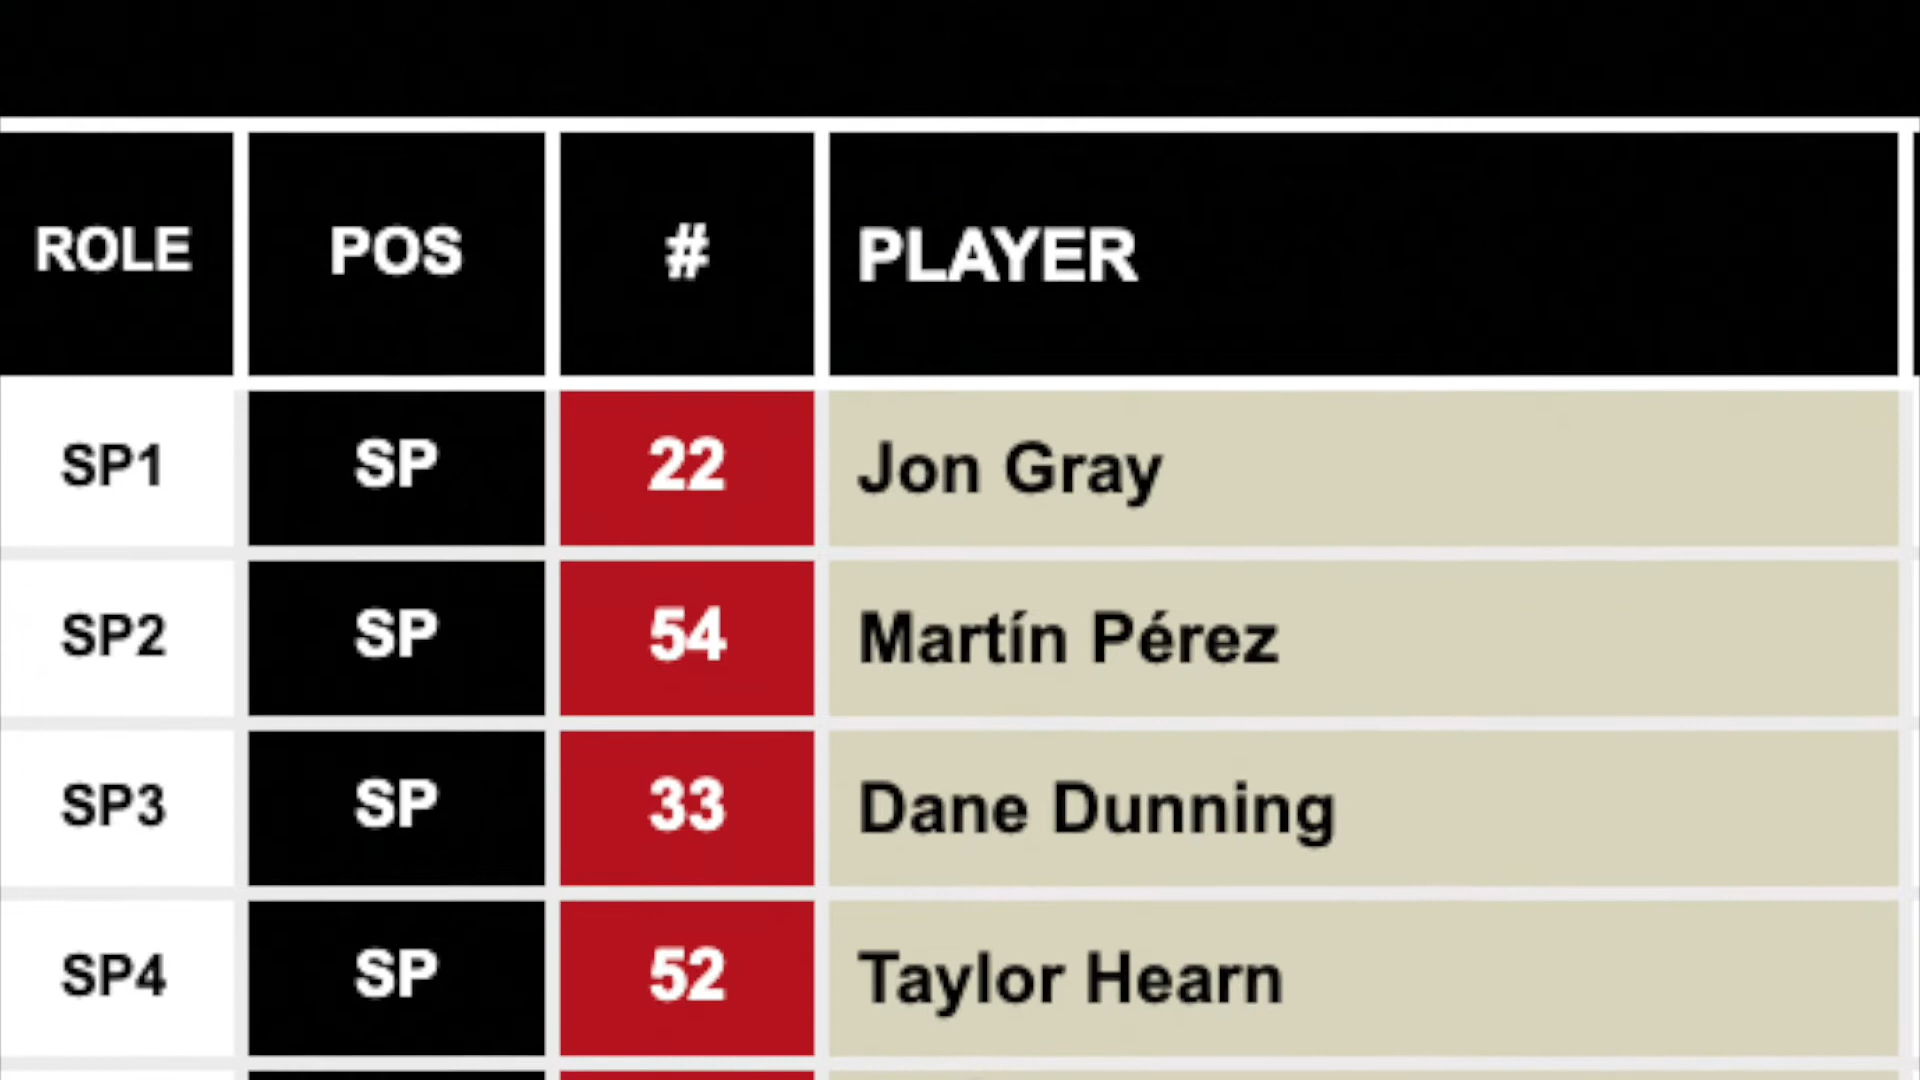 ROLE POS # PLAYER
SP1 SP 22 Jon Gray
SP2 SP 54 Martín Pérez
SP3 SP 33 Dane Dunning
SP4 SP 52 Taylor Hearn